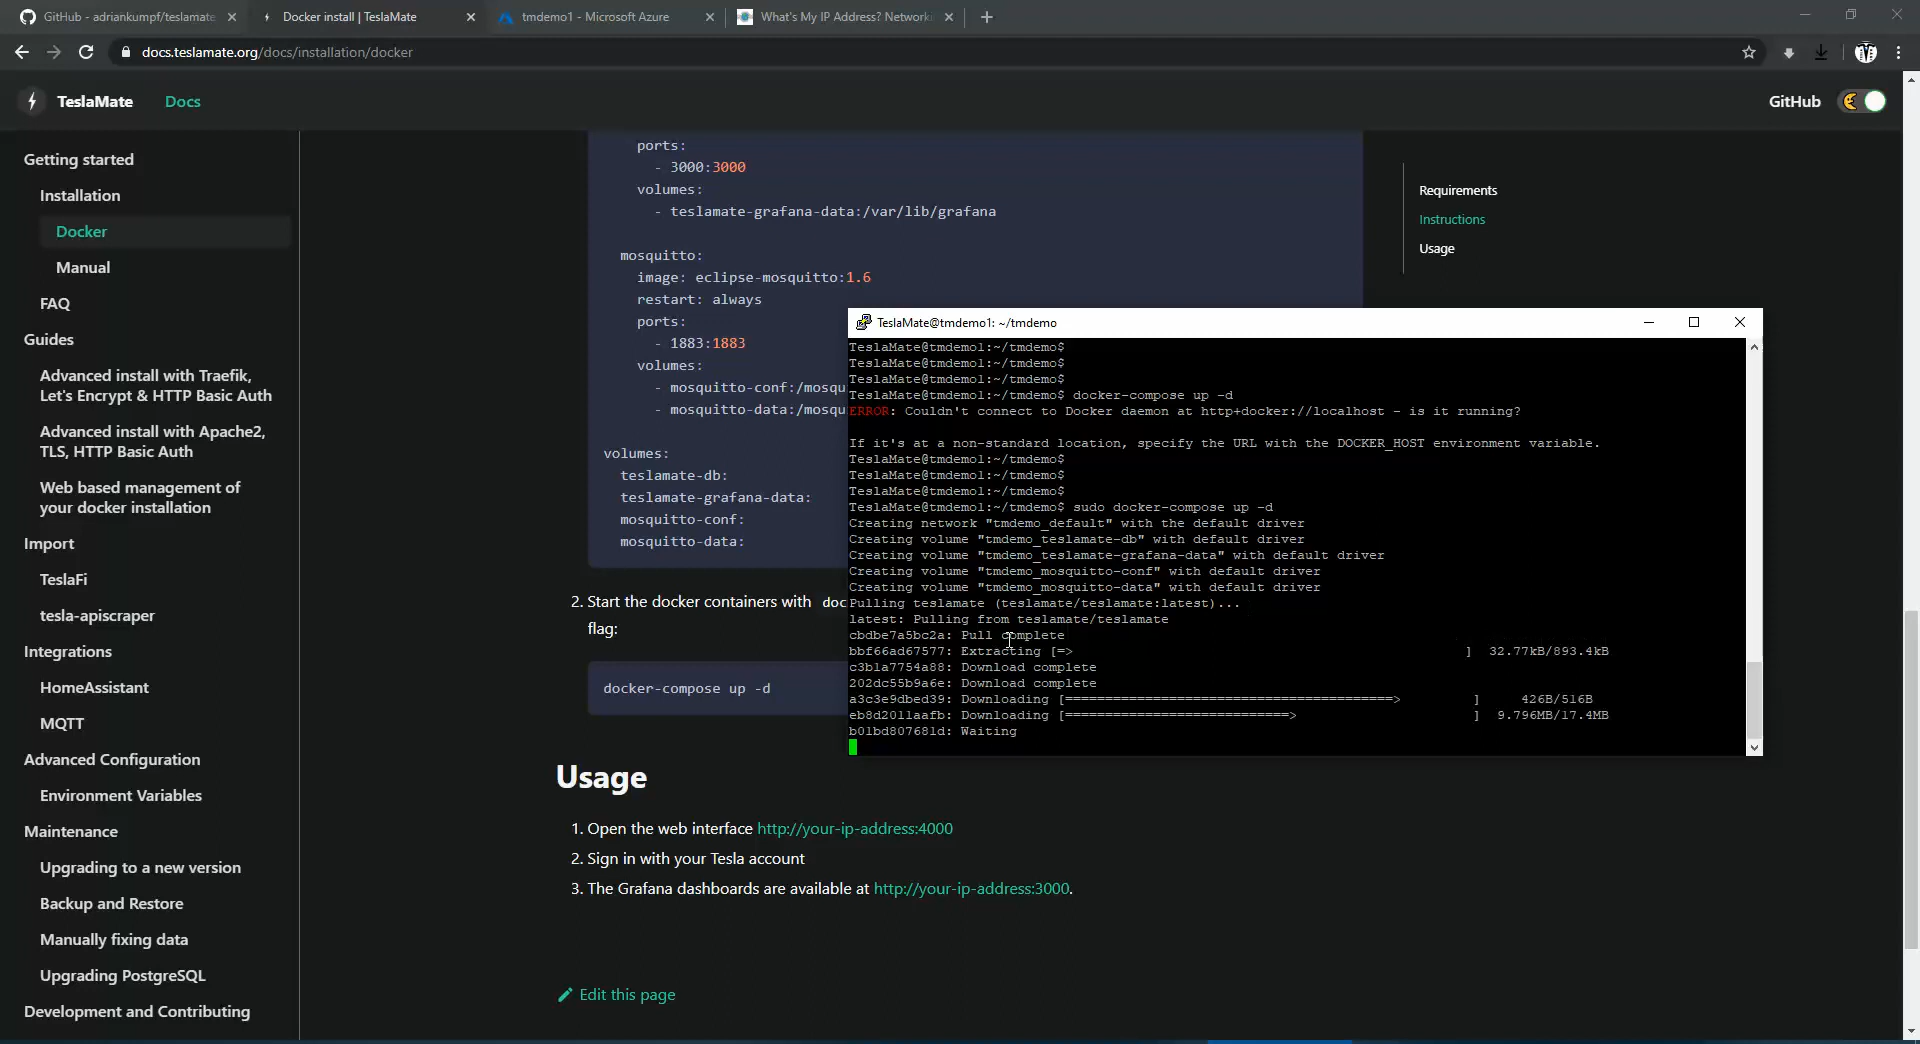 GitHub - adriankumpf/teslamate
Docker install | TeslaMate
tmdemo1 - Microsoft Azure
What's My IP Address? Networki
docs.teslamate.org/docs/installation/docker
TeslaMate
Docs
GitHub
Getting started
Installation
Docker
Manual
FAQ
Guides
Advanced install with Traefik,
Let's Encrypt & HTTP Basic Auth
Advanced install with Apache2,
TLS, HTTP Basic Auth
Web based management of
your docker installation
Import
TeslaFi
tesla-apiscraper
Integrations
HomeAssistant
MQTT
Advanced Configuration
Environment Variables
Maintenance
Upgrading to a new version
Backup and Restore
Manually fixing data
Upgrading PostgreSQL
Development and Contributing
ports:
- 3000:3000
volumes:
- teslamate-grafana-data:/var/lib/grafana
mosquitto:
image: eclipse-mosquitto:1.6
restart: always
ports:
- 1883:1883
volumes:
- mosquitto-conf:/mosqu
- mosquitto-data:/mosqu
volumes:
teslamate-db:
teslamate-grafana-data:
mosquitto-conf:
mosquitto-data:
2. Start the docker containers with doc
flag:
docker-compose up -d
Usage
1. Open the web interface http://your-ip-address:4000
2. Sign in with your Tesla account
3. The Grafana dashboards are available at http://your-ip-address:3000.
Edit this page
Requirements
Instructions
Usage
TeslaMate@tmdemo1: ~/tmdemo
TeslaMate@tmdemo1:~/tmdemo$
TeslaMate@tmdemo1:~/tmdemo$
TeslaMate@tmdemo1:~/tmdemo$
TeslaMate@tmdemo1:~/tmdemo$ docker-compose up -d
ERROR: Couldn't connect to Docker daemon at http+docker://localhost - is it running?
If it's at a non-standard location, specify the URL with the DOCKER_HOST environment variable.
TeslaMate@tmdemo1:~/tmdemo$
TeslaMate@tmdemo1:~/tmdemo$
TeslaMate@tmdemo1:~/tmdemo$
TeslaMate@tmdemo1:~/tmdemo$ sudo docker-compose up -d
Creating network "tmdemo_default" with the default driver
Creating volume "tmdemo_teslamate-db" with default driver
Creating volume "tmdemo_teslamate-grafana-data" with default driver
Creating volume "tmdemo_mosquitto-conf" with default driver
Creating volume "tmdemo_mosquitto-data" with default driver
Pulling teslamate (teslamate/teslamate:latest)...
latest: Pulling from teslamate/teslamate
cbdbe7a5bc2a: Pull complete
bbf66ad67577: Extracting [=> ] 32.77kB/893.4kB
c3b1a7754a88: Download complete
202dc55b9a6e: Download complete
a3c3e9dbed39: Downloading [=========================================> ] 426B/516B
eb8d2011aafb: Downloading [============================> ] 9.796MB/17.4MB
b01bd807681d: Waiting